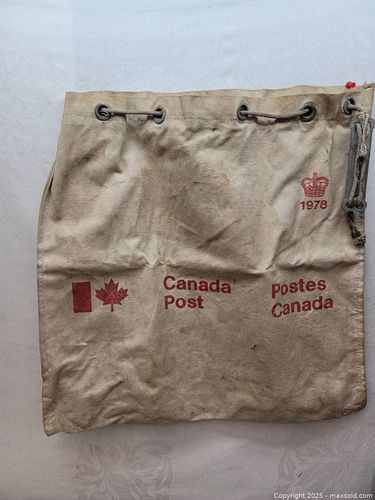 1978
Canada
Post
Postes
Canada
Copyright 2025 - maxsold.com